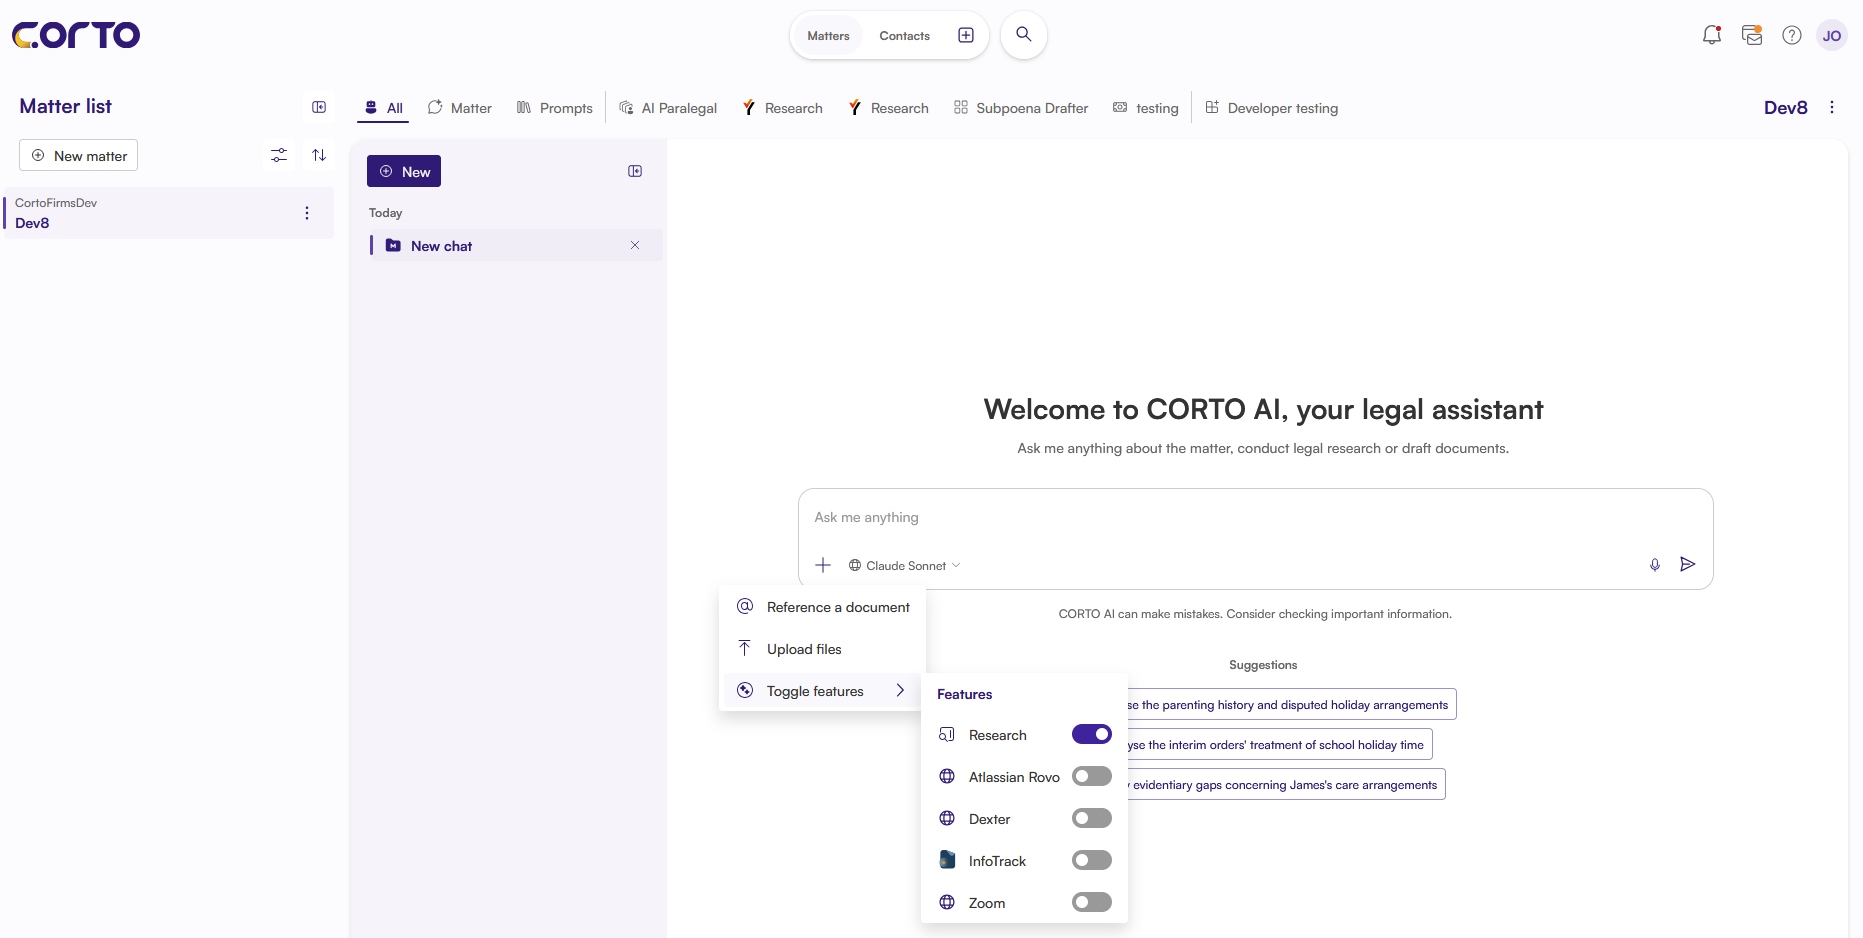 CORTO
Matters
Contacts
JO
Matter list
All
Matter
Prompts
AI Paralegal
Research
Research
Subpoena Drafter
testing
Developer testing
Dev8
New matter
CortoFirmsDev
Dev8
New
Today
New chat
Welcome to CORTO AI, your legal assistant
Ask me anything about the matter, conduct legal research or draft documents.
Ask me anything
Claude Sonnet
CORTO AI can make mistakes. Consider checking important information.
Reference a document
Upload files
Toggle features
Suggestions
the parenting history and disputed holiday arrangements
the interim orders' treatment of school holiday time
evidentiary gaps concerning James's care arrangements
Features
Research
Atlassian Rovo
Dexter
InfoTrack
Zoom